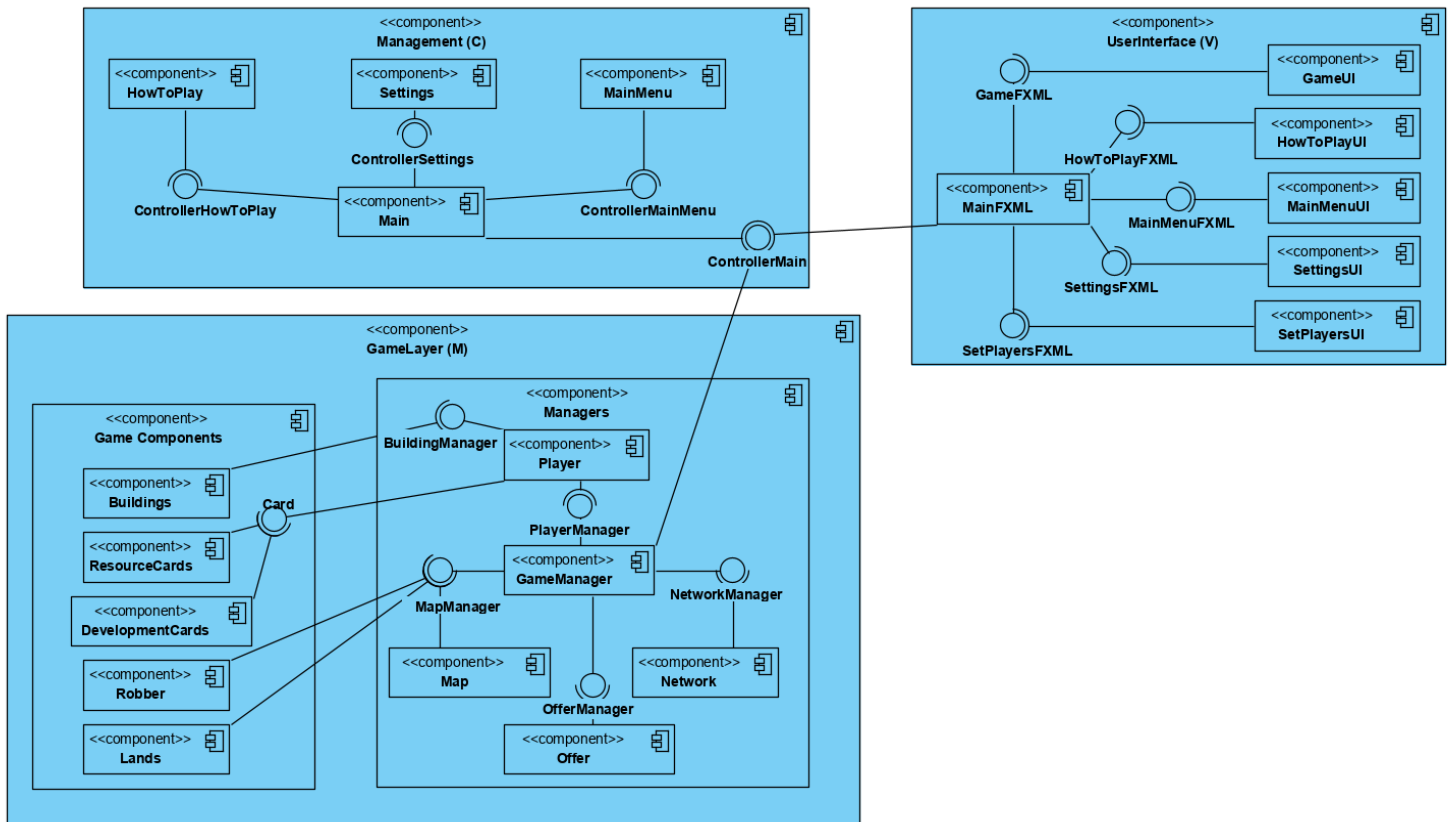 <<component>>
Management (C)
<<component>>
HowToPlay
<<component>>
Settings
<<component>>
MainMenu
ControllerSettings
ControllerHowToPlay
<<component>>
Main
ControllerMainMenu
ControllerMain
<<component>>
UserInterface (V)
<<component>>
GameUI
GameFXML
<<component>>
HowToPlayUI
HowToPlayFXML
<<component>>
MainFXML
<<component>>
MainMenuUI
MainMenuFXML
<<component>>
SettingsUI
SettingsFXML
<<component>>
SetPlayersUI
SetPlayersFXML
<<component>>
GameLayer (M)
<<component>>
Game Components
<<component>>
Buildings
Card
<<component>>
ResourceCards
<<component>>
DevelopmentCards
<<component>>
Robber
<<component>>
Lands
<<component>>
Managers
BuildingManager
<<component>>
Player
PlayerManager
<<component>>
GameManager
MapManager
NetworkManager
<<component>>
Map
<<component>>
Network
OfferManager
<<component>>
Offer